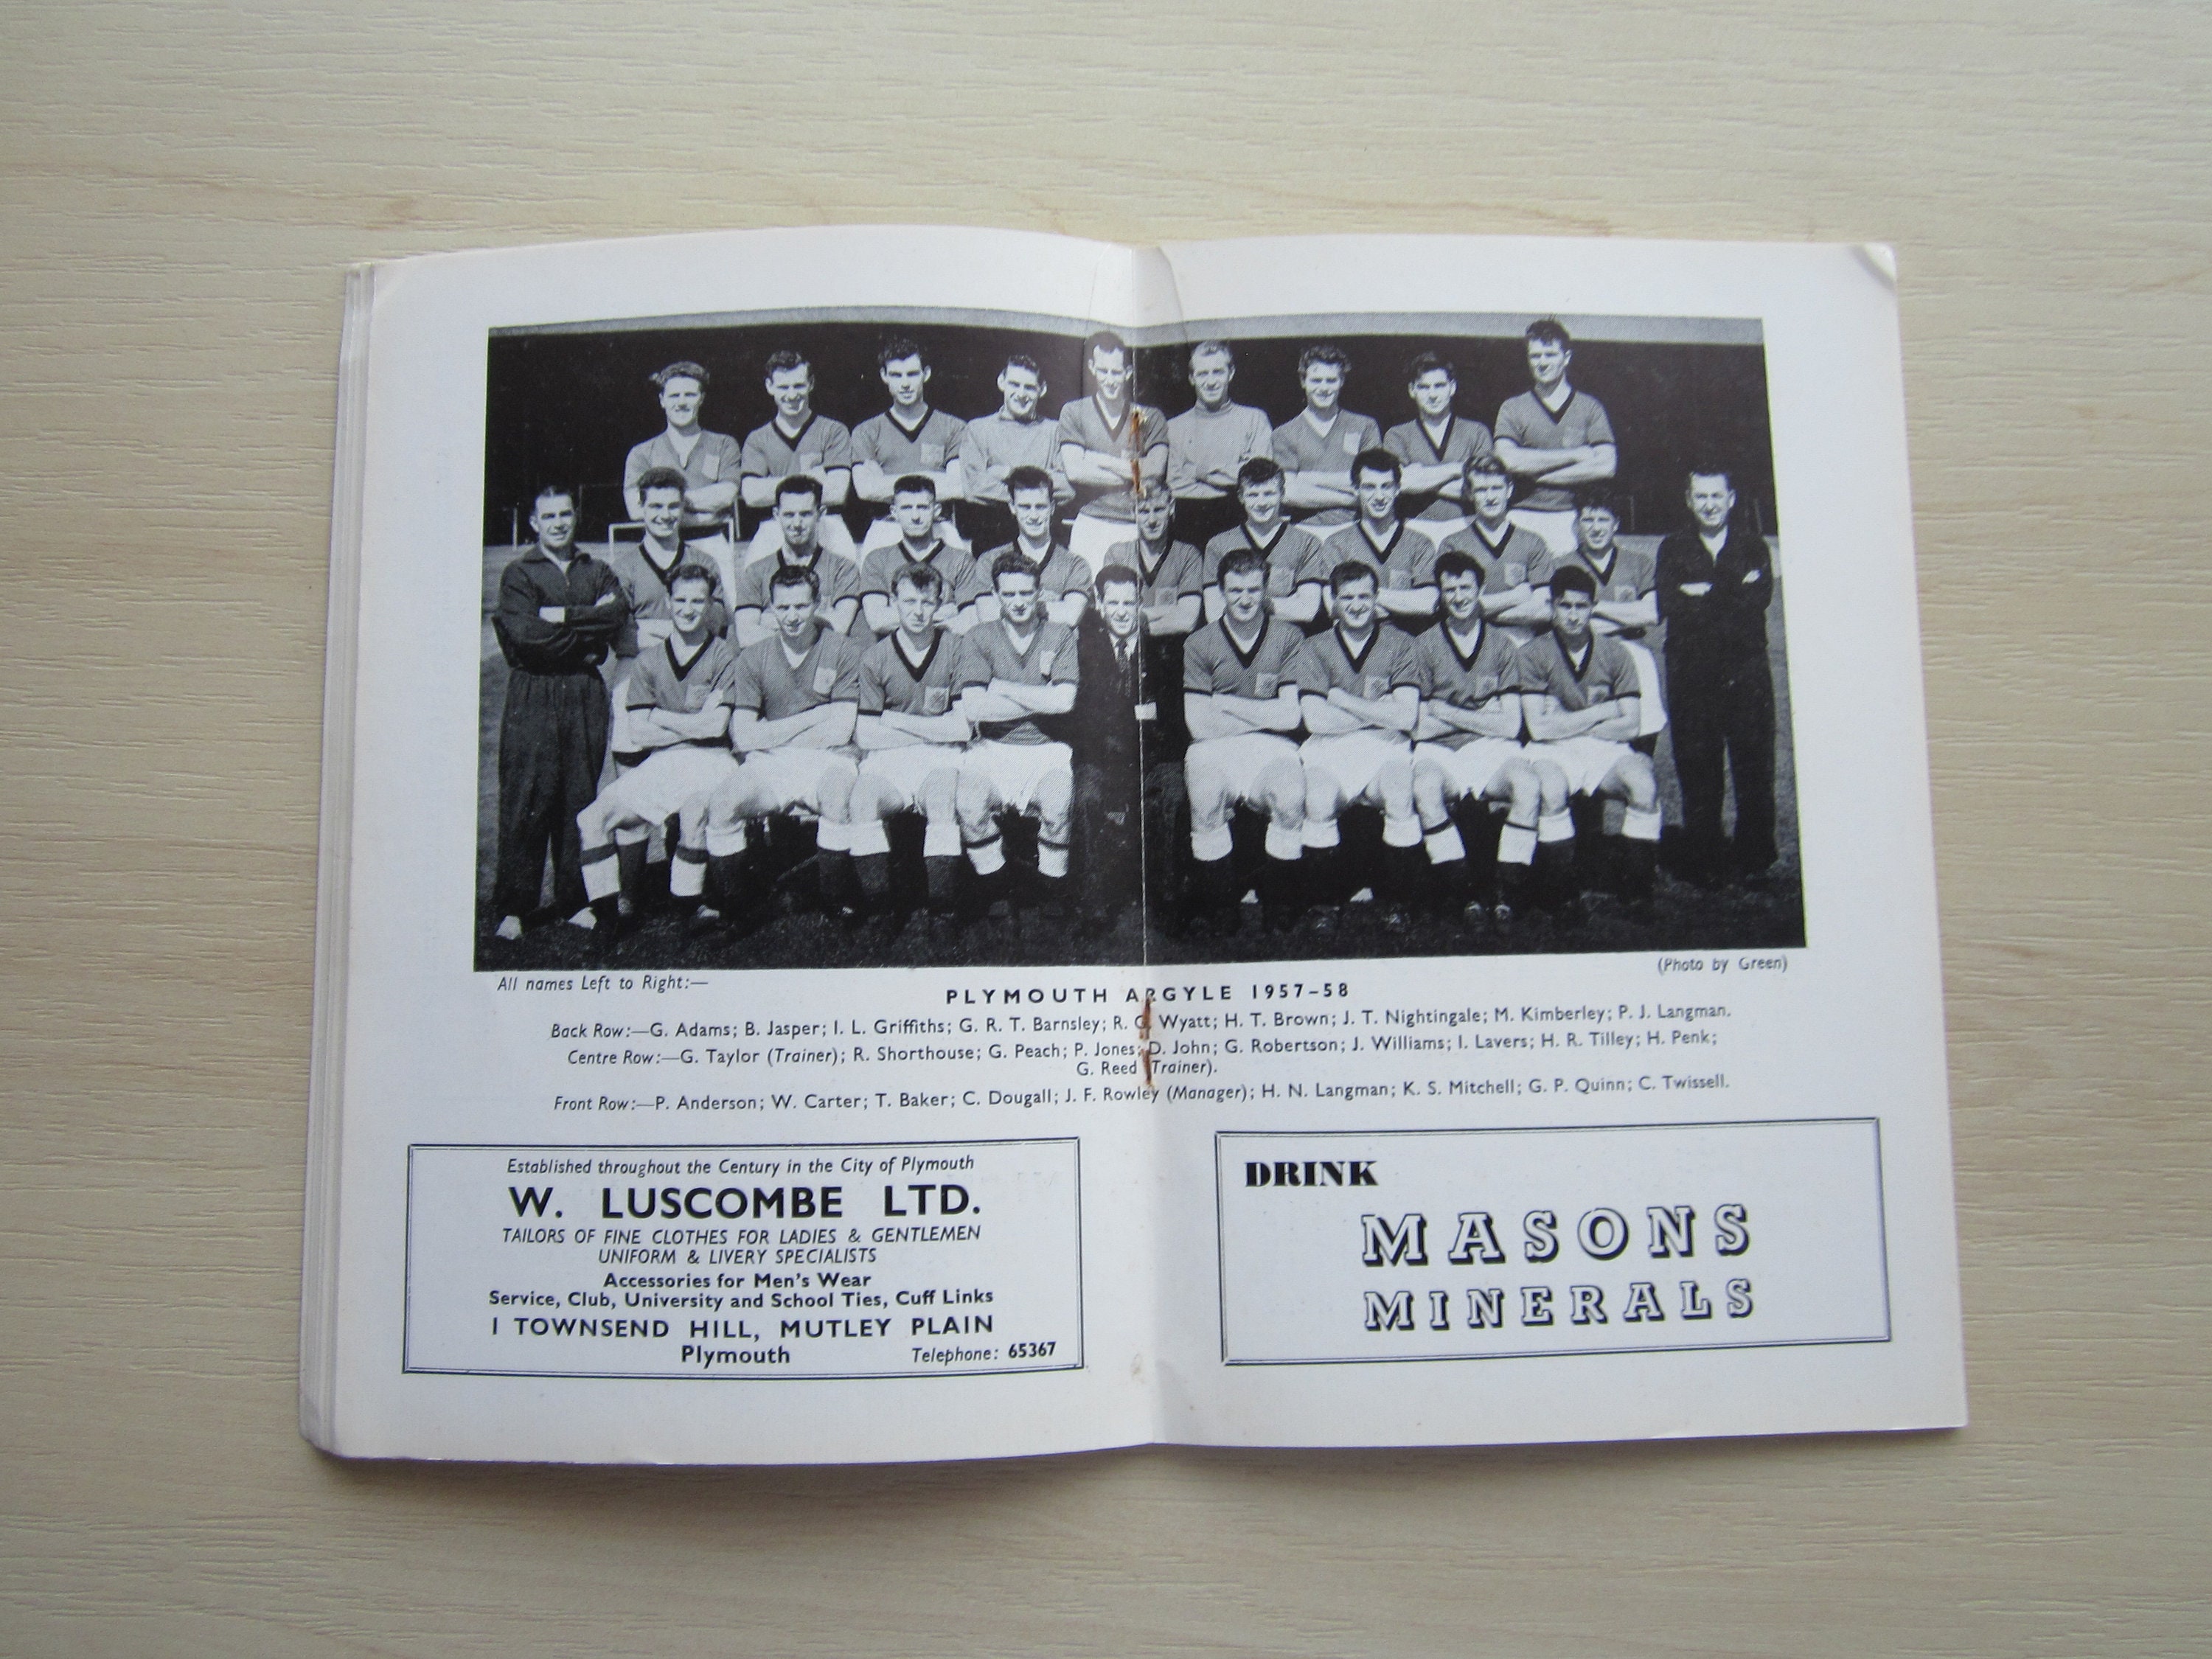 (Photo by Green)
All names Left to Right:—
PLYMOUTH ARGYLE 1957-58
Back Row:—G. Adams; B. Jasper; I. L. Griffiths; G. R. T. Barnsley; R. G. Wyatt; H. T. Brown; J. T. Nightingale; M. Kimberley; P. J. Langman.
Centre Row:—G. Taylor (Trainer); R. Shorthouse; G. Peach; P. Jones; D. John; G. Robertson; J. Williams; I. Lavers; H. R. Tilley; H. Penk;
G. Reed (Trainer).
Front Row:—P. Anderson; W. Carter; T. Baker; C. Dougall; J. F. Rowley (Manager); H. N. Langman; K. S. Mitchell; G. P. Quinn; C. Twissell.
Established throughout the Century in the City of Plymouth
W. LUSCOMBE LTD.
TAILORS OF FINE CLOTHES FOR LADIES & GENTLEMEN
UNIFORM & LIVERY SPECIALISTS
Accessories for Men's Wear
Service, Club, University and School Ties, Cuff Links
1 TOWNSEND HILL, MUTLEY PLAIN
Plymouth Telephone: 65367
DRINK
MASONS
MINERALS